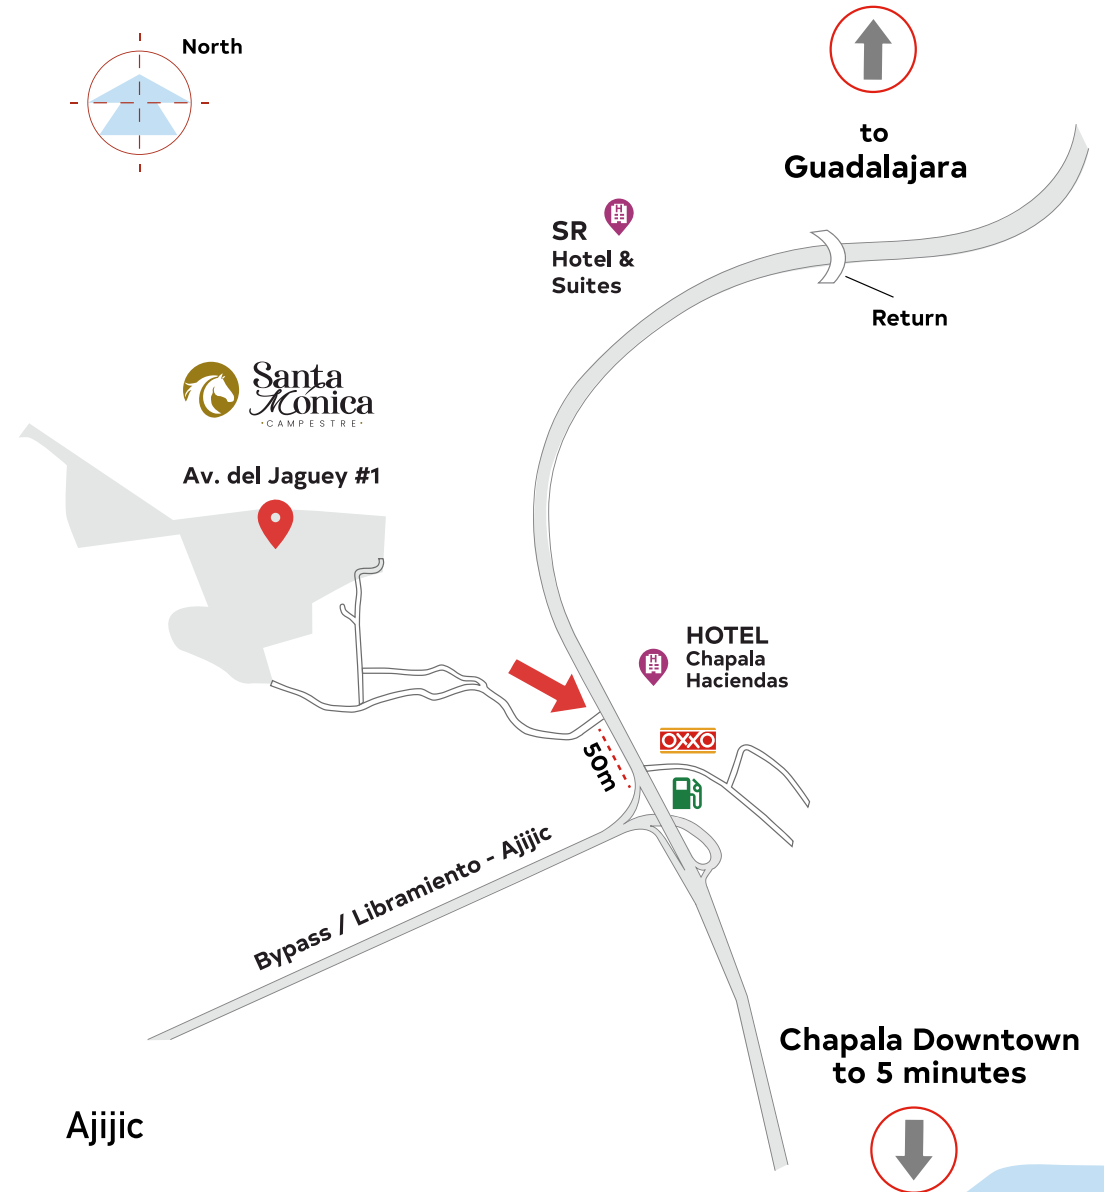 North
to
Guadalajara
SR
Hotel &
Suites
Return
Santa
Mónica
·CAMPESTRE·
Av. del Jaguey #1
HOTEL
Chapala
Haciendas
OXXO
50m
Bypass / Libramiento - Ajijic
Chapala Downtown
to 5 minutes
Ajijic